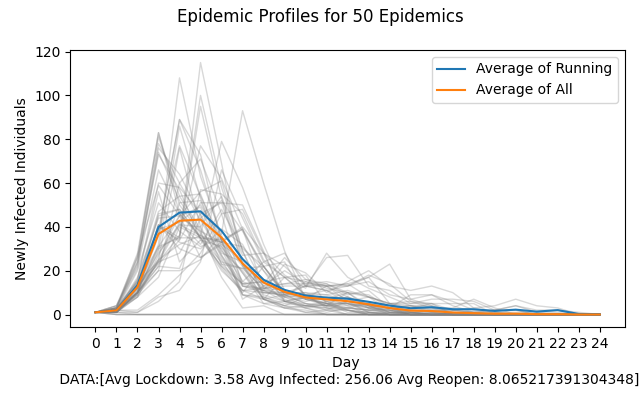 Epidemic Profiles for 50 Epidemics
120
100
80
60
40
20
0
Newly Infected Individuals
Average of Running
Average of All
0 1 2 3 4 5 6 7 8 9 10 11 12 13 14 15 16 17 18 19 20 21 22 23 24
Day
DATA:[Avg Lockdown: 3.58 Avg Infected: 256.06 Avg Reopen: 8.065217391304348]